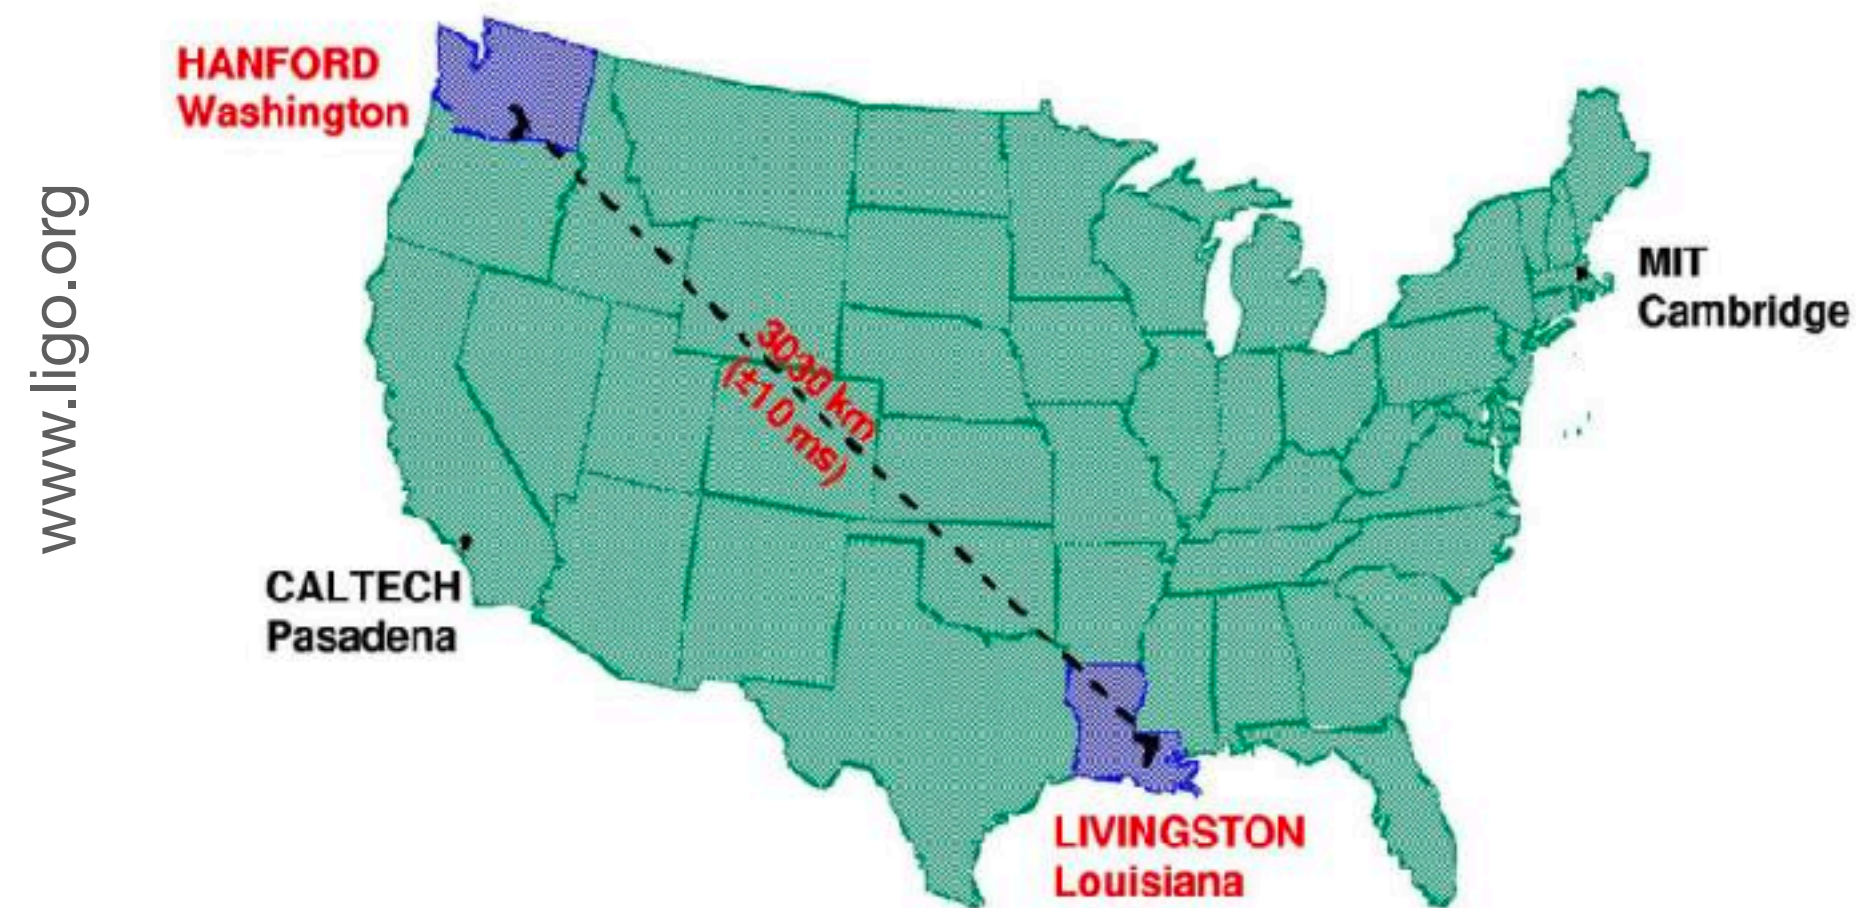 www.ligo.org
HANFORD
Washington
MIT
Cambridge
3030 km
(±10 ms)
CALTECH
Pasadena
LIVINGSTON
Louisiana